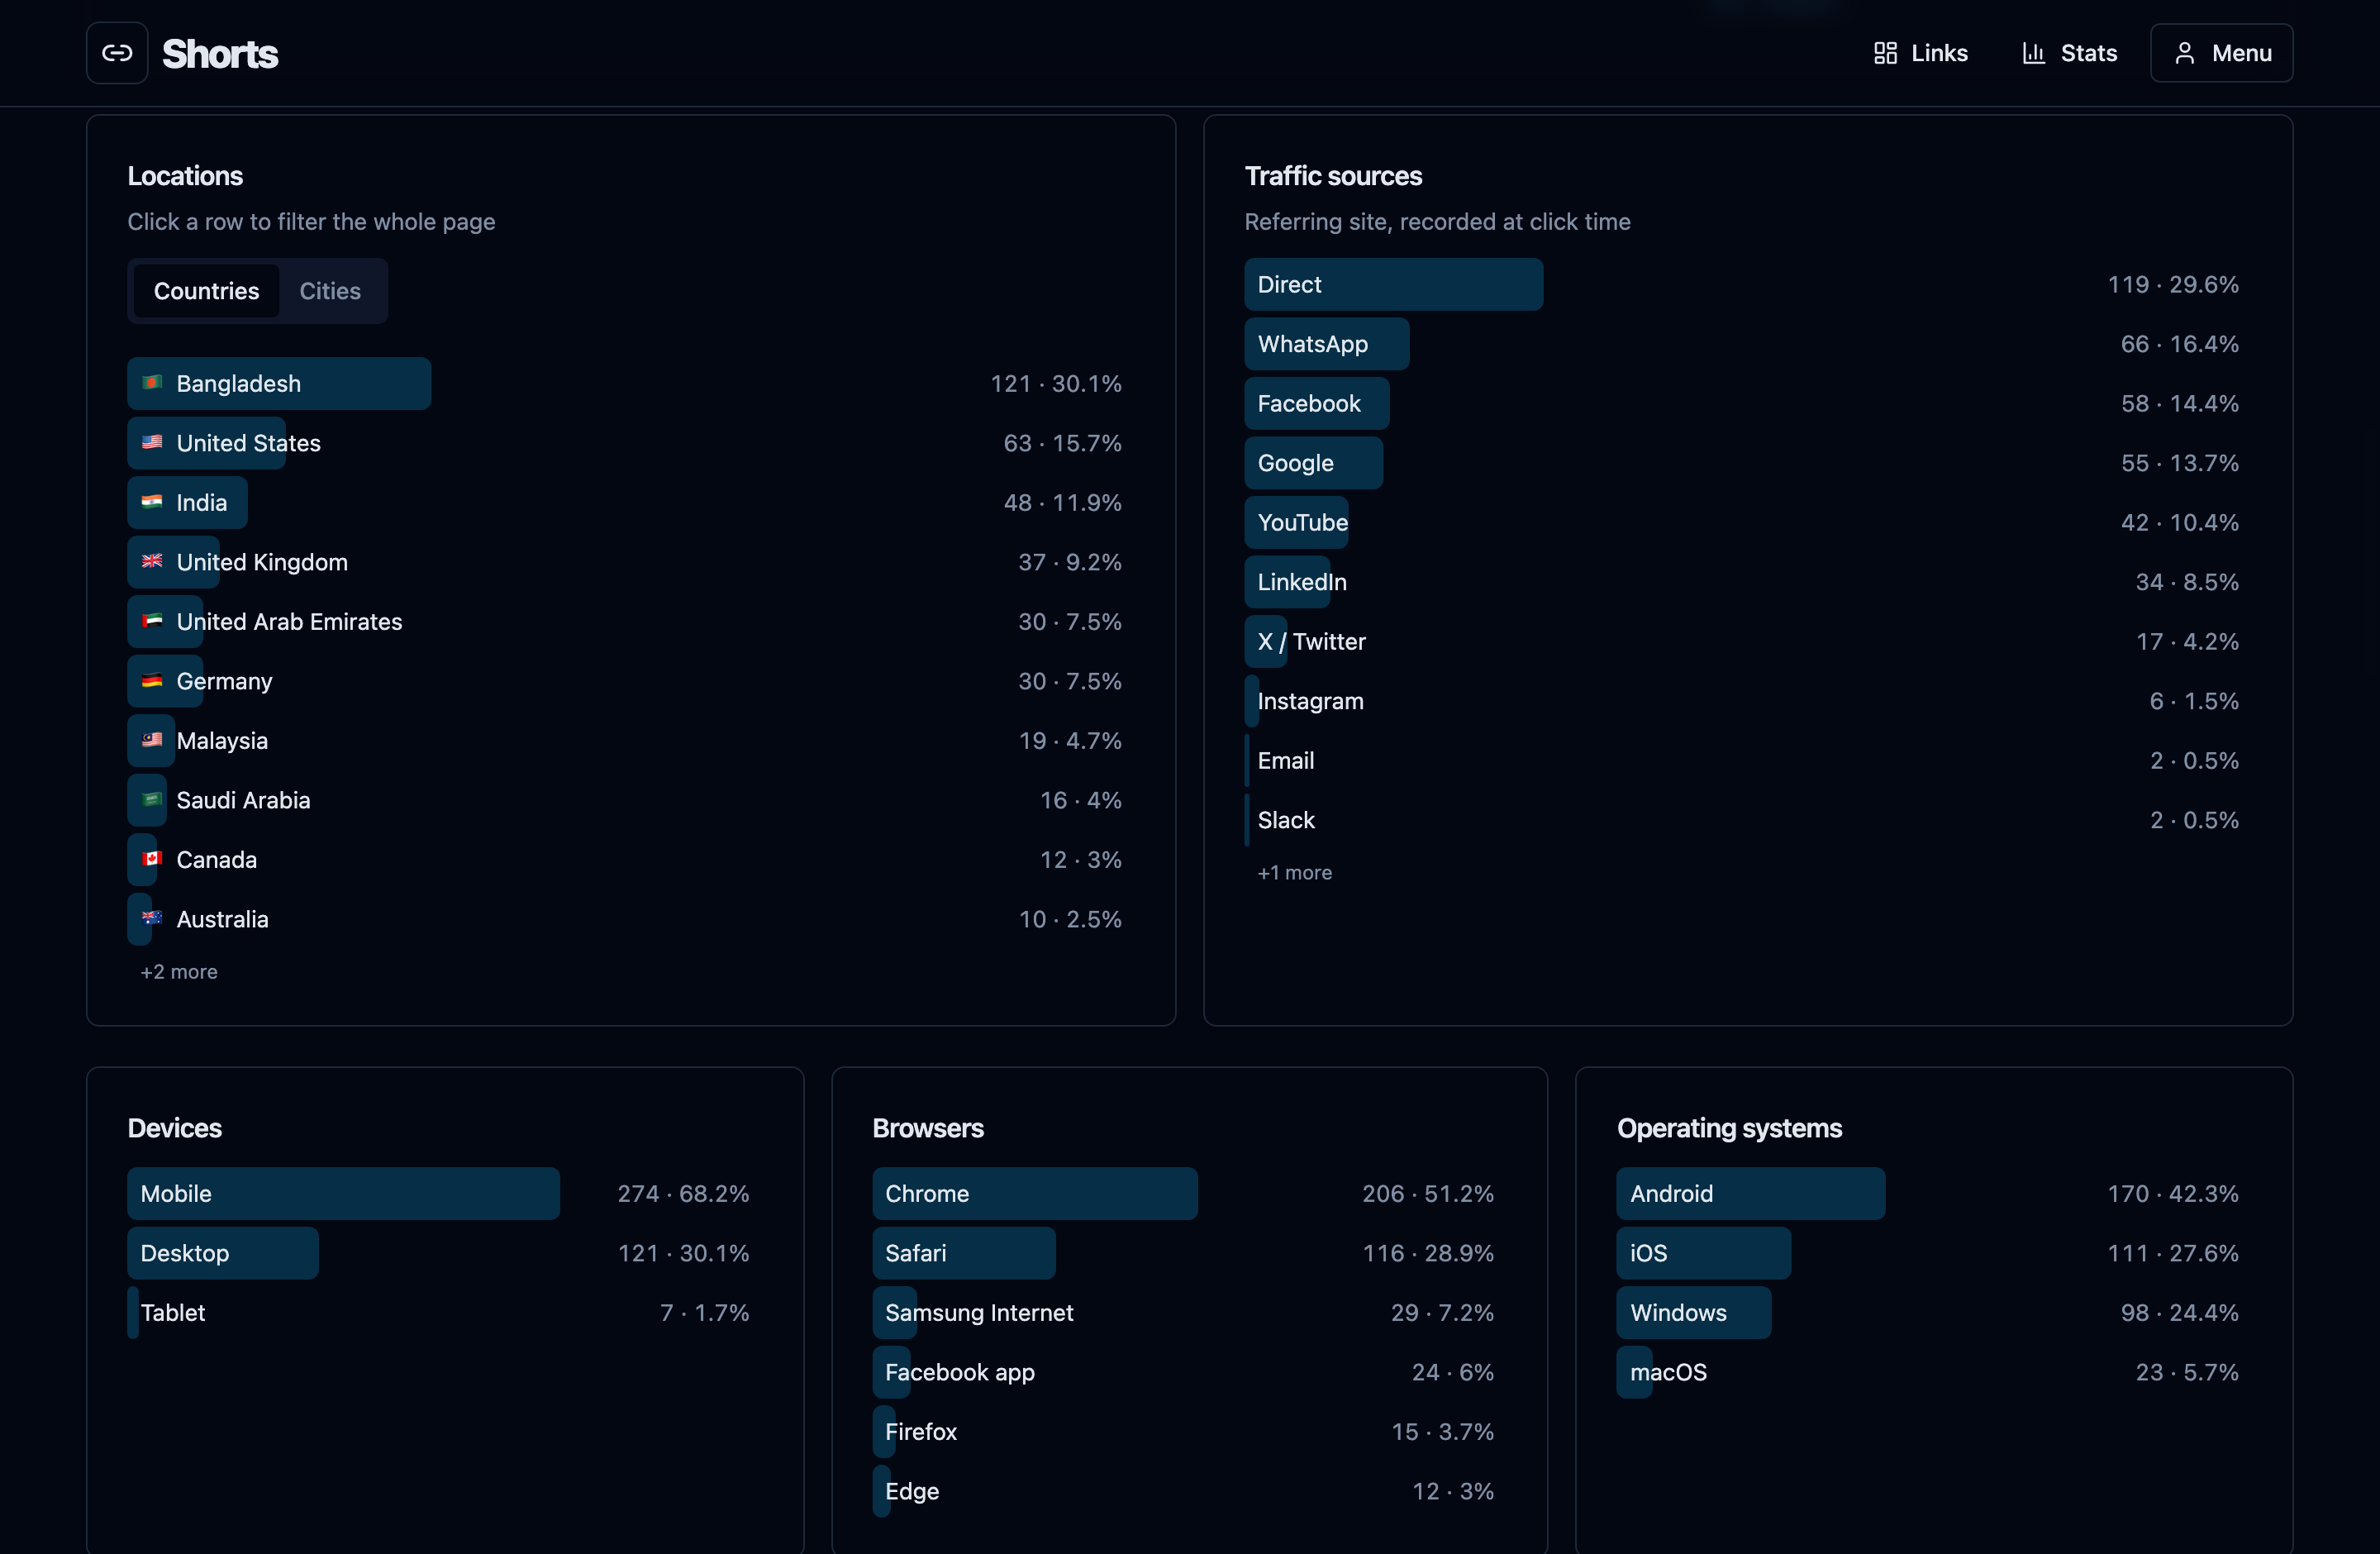 Shorts
Links
Stats
Menu
Locations
Click a row to filter the whole page
Countries Cities
Bangladesh 121 · 30.1%
United States 63 · 15.7%
India 48 · 11.9%
United Kingdom 37 · 9.2%
United Arab Emirates 30 · 7.5%
Germany 30 · 7.5%
Malaysia 19 · 4.7%
Saudi Arabia 16 · 4%
Canada 12 · 3%
Australia 10 · 2.5%
+2 more
Traffic sources
Referring site, recorded at click time
Direct 119 · 29.6%
WhatsApp 66 · 16.4%
Facebook 58 · 14.4%
Google 55 · 13.7%
YouTube 42 · 10.4%
LinkedIn 34 · 8.5%
X / Twitter 17 · 4.2%
Instagram 6 · 1.5%
Email 2 · 0.5%
Slack 2 · 0.5%
+1 more
Devices
Mobile 274 · 68.2%
Desktop 121 · 30.1%
Tablet 7 · 1.7%
Browsers
Chrome 206 · 51.2%
Safari 116 · 28.9%
Samsung Internet 29 · 7.2%
Facebook app 24 · 6%
Firefox 15 · 3.7%
Edge 12 · 3%
Operating systems
Android 170 · 42.3%
iOS 111 · 27.6%
Windows 98 · 24.4%
macOS 23 · 5.7%